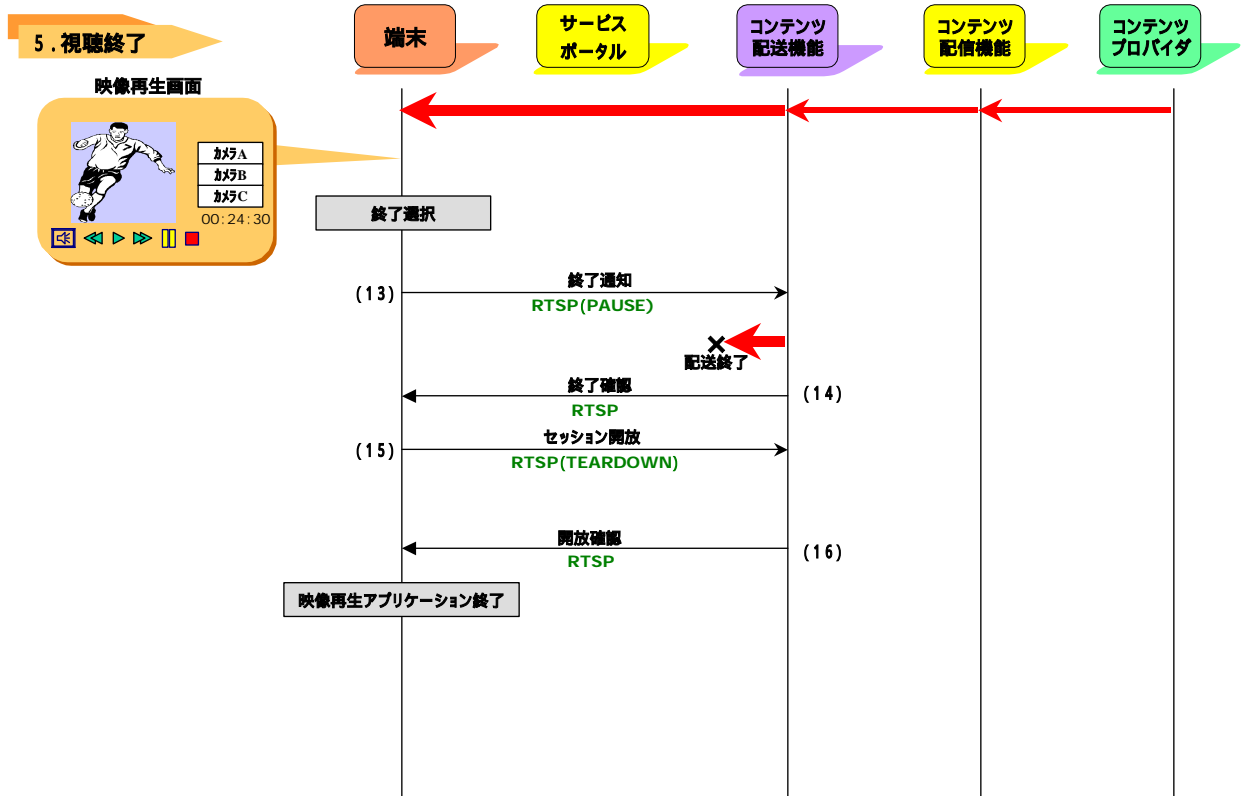 5.視聴終了
端末
サービス
ポータル
コンテンツ
配送機能
コンテンツ
配信機能
コンテンツ
プロバイダ
映像再生画面
カメラA
カメラB
カメラC
00:24:30
終了選択
(13)
終了通知
RTSP(PAUSE)
配送終了
終了確認
RTSP
(14)
(15)
セッション開放
RTSP(TEARDOWN)
開放確認
RTSP
(16)
映像再生アプリケーション終了